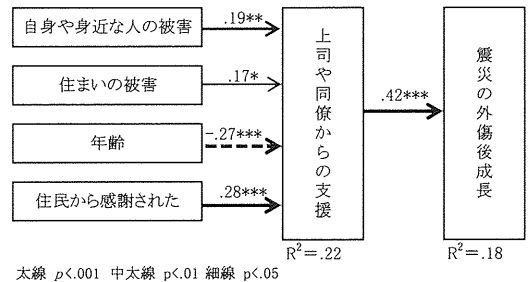 自身や身近な人の被害
.19**
住まいの被害
.17*
年齢
-.27***
住民から感謝された
.28***
上司や同僚からの支援
R²=.22
.42***
震災の外傷後成長
R²=.18
太線 p<.001 中太線 p<.01 細線 p<.05